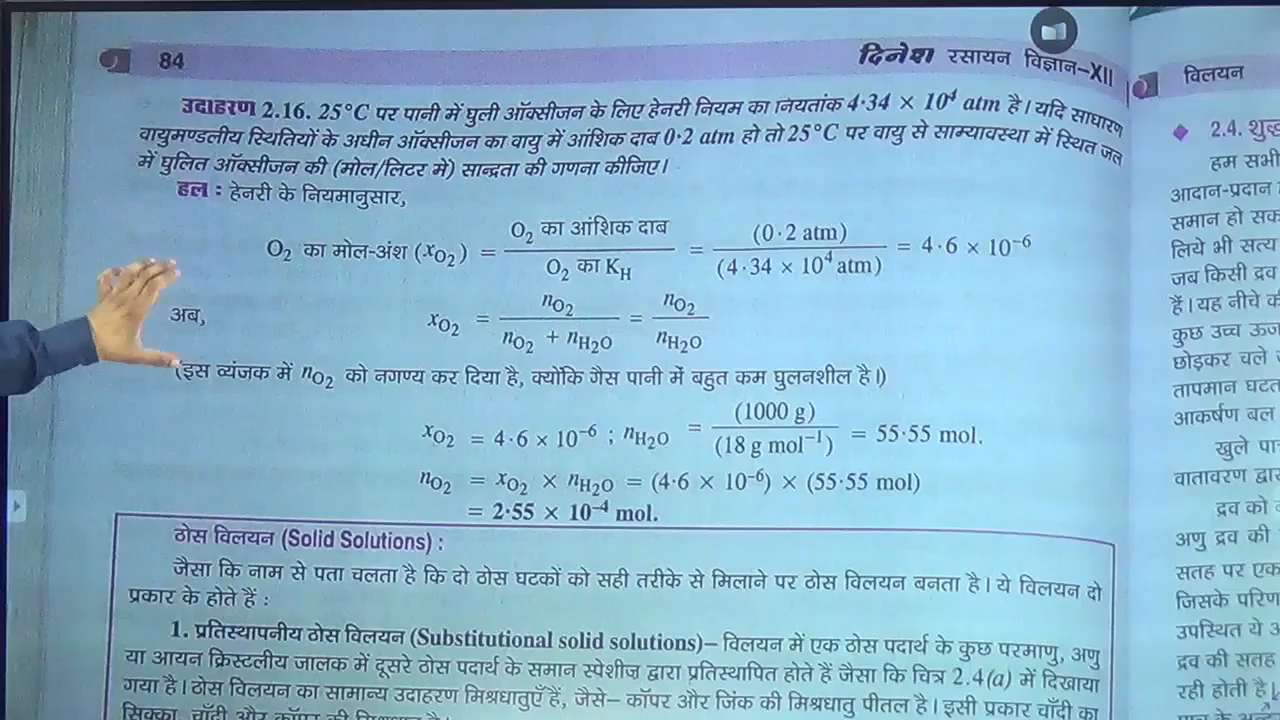 84
दिनेश रसायन विज्ञान–XII
उदाहरण 2.16. 25°C पर पानी में घुली ऑक्सीजन के लिए हेनरी नियम का नियतांक 4·34 × 10⁴ atm है। यदि साधारण
वायुमण्डलीय स्थितियों के अधीन ऑक्सीजन का वायु में आंशिक दाब 0·2 atm हो तो 25°C पर वायु से साम्यावस्था में स्थित जल
में घुलित ऑक्सीजन की (मोल/लिटर में) सान्द्रता की गणना कीजिए।
हल : हेनरी के नियमानुसार,
O₂ का मोल-अंश (x_O₂) = O₂ का आंशिक दाब / O₂ का K_H = (0·2 atm) / (4·34 × 10⁴ atm) = 4·6 × 10⁻⁶
अब, x_O₂ = n_O₂ / n_O₂ + n_H₂O = n_O₂ / n_H₂O
(इस व्यंजक में n_O₂ को नगण्य कर दिया है, क्योंकि गैस पानी में बहुत कम घुलनशील है।)
x_O₂ = 4·6 × 10⁻⁶ ; n_H₂O = (1000 g) / (18 g mol⁻¹) = 55·55 mol.
n_O₂ = x_O₂ × n_H₂O = (4·6 × 10⁻⁶) × (55·55 mol)
= 2·55 × 10⁻⁴ mol.
ठोस विलयन (Solid Solutions) :
जैसा कि नाम से पता चलता है कि दो ठोस घटकों को सही तरीके से मिलाने पर ठोस विलयन बनता है। ये विलयन दो
प्रकार के होते हैं :
1. प्रतिस्थापनीय ठोस विलयन (Substitutional solid solutions)– विलयन में एक ठोस पदार्थ के कुछ परमाणु, अणु
या आयन क्रिस्टलीय जालक में दूसरे ठोस पदार्थ के समान स्पेशीज़ द्वारा प्रतिस्थापित होते हैं जैसा कि चित्र 2.4(a) में दिखाया
गया है। ठोस विलयन का सामान्य उदाहरण मिश्रधातुएँ हैं, जैसे– कॉपर और जिंक की मिश्रधातु पीतल है। इसी प्रकार चाँदी का
सिक्का, चाँदी और कॉपर की
विलयन
2.4. शुद्ध
हम सभी
आदान-प्रदान
समान हो सक
लिये भी सत्य
जब किसी द्रव
हैं। यह नीचे
कुछ उच्च ऊर्जा
छोड़कर चले
तापमान घटत
आकर्षण बल
खुले पा
वातावरण द्वार
द्रव को
अणु द्रव की
सतह पर एक
जिसके परिण
उपस्थित ये
द्रव की सतह
रही होती है।